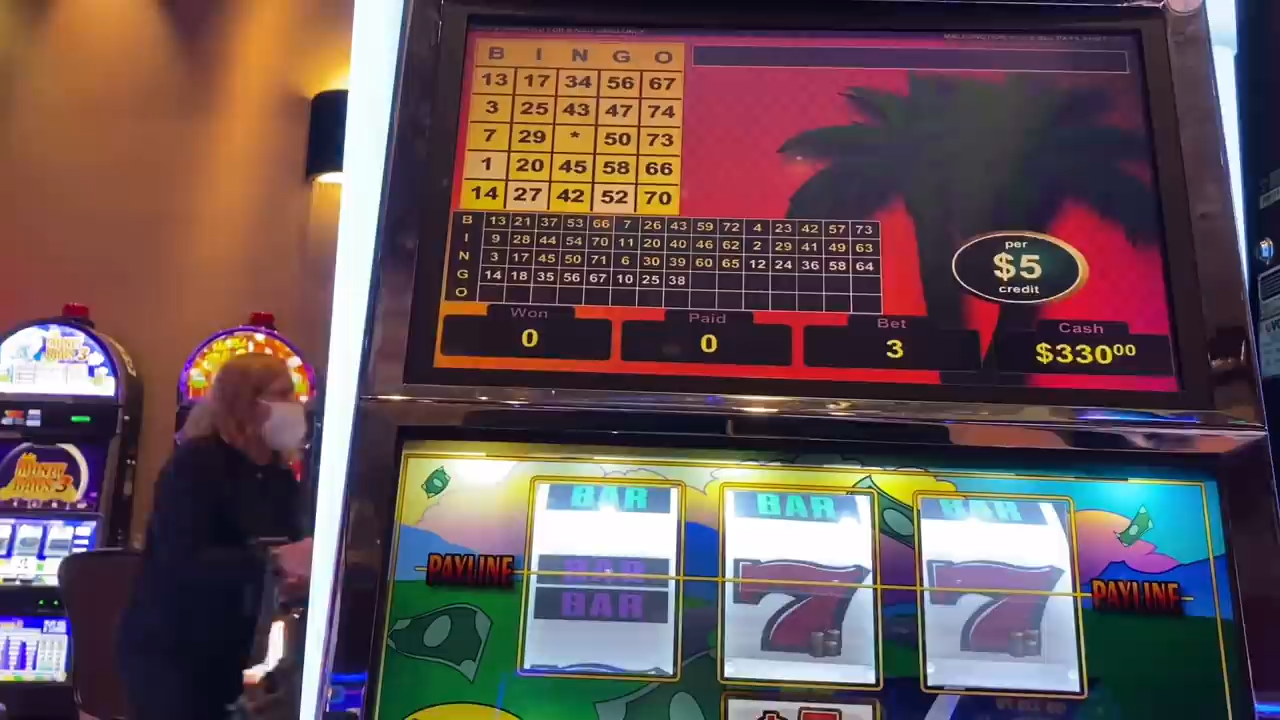 B I N G O
13 17 34 56 67
3 25 43 47 74
7 29 * 50 73
1 20 45 58 66
14 27 42 52 70
B 13 21 37 53 66 7 26 43 59 72 4 23 42 57 73
I 9 28 44 54 70 11 20 40 46 62 2 29 41 49 63
N 3 17 45 50 71 6 30 39 60 65 12 24 36 58 64
G 14 18 35 56 67 10 25 38
O
per
$5
credit
Won Paid Bet Cash
0 0 3 $33000
BAR BAR BAR
PAYLINE BAR 7 7 PAYLINE
BAR